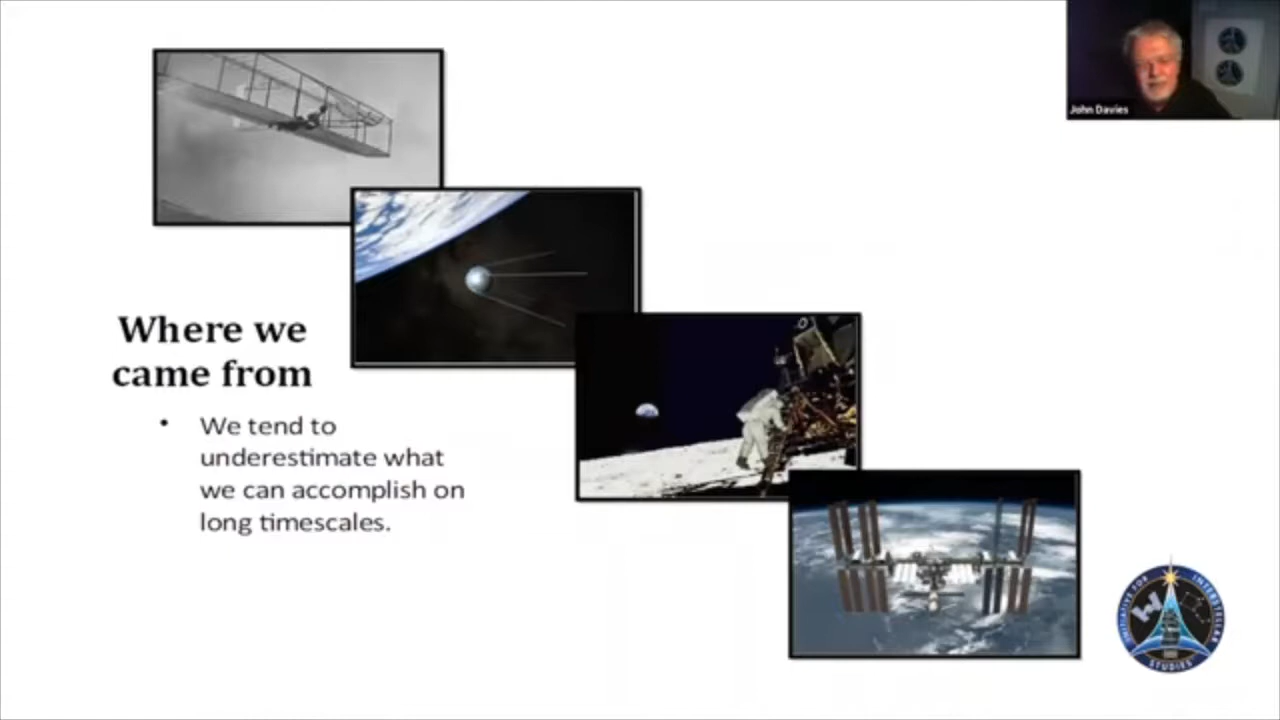 John Davies
Where we
came from
• We tend to
underestimate what
we can accomplish on
long timescales.
INITIATIVE FOR INTERSTELLAR
STUDIES